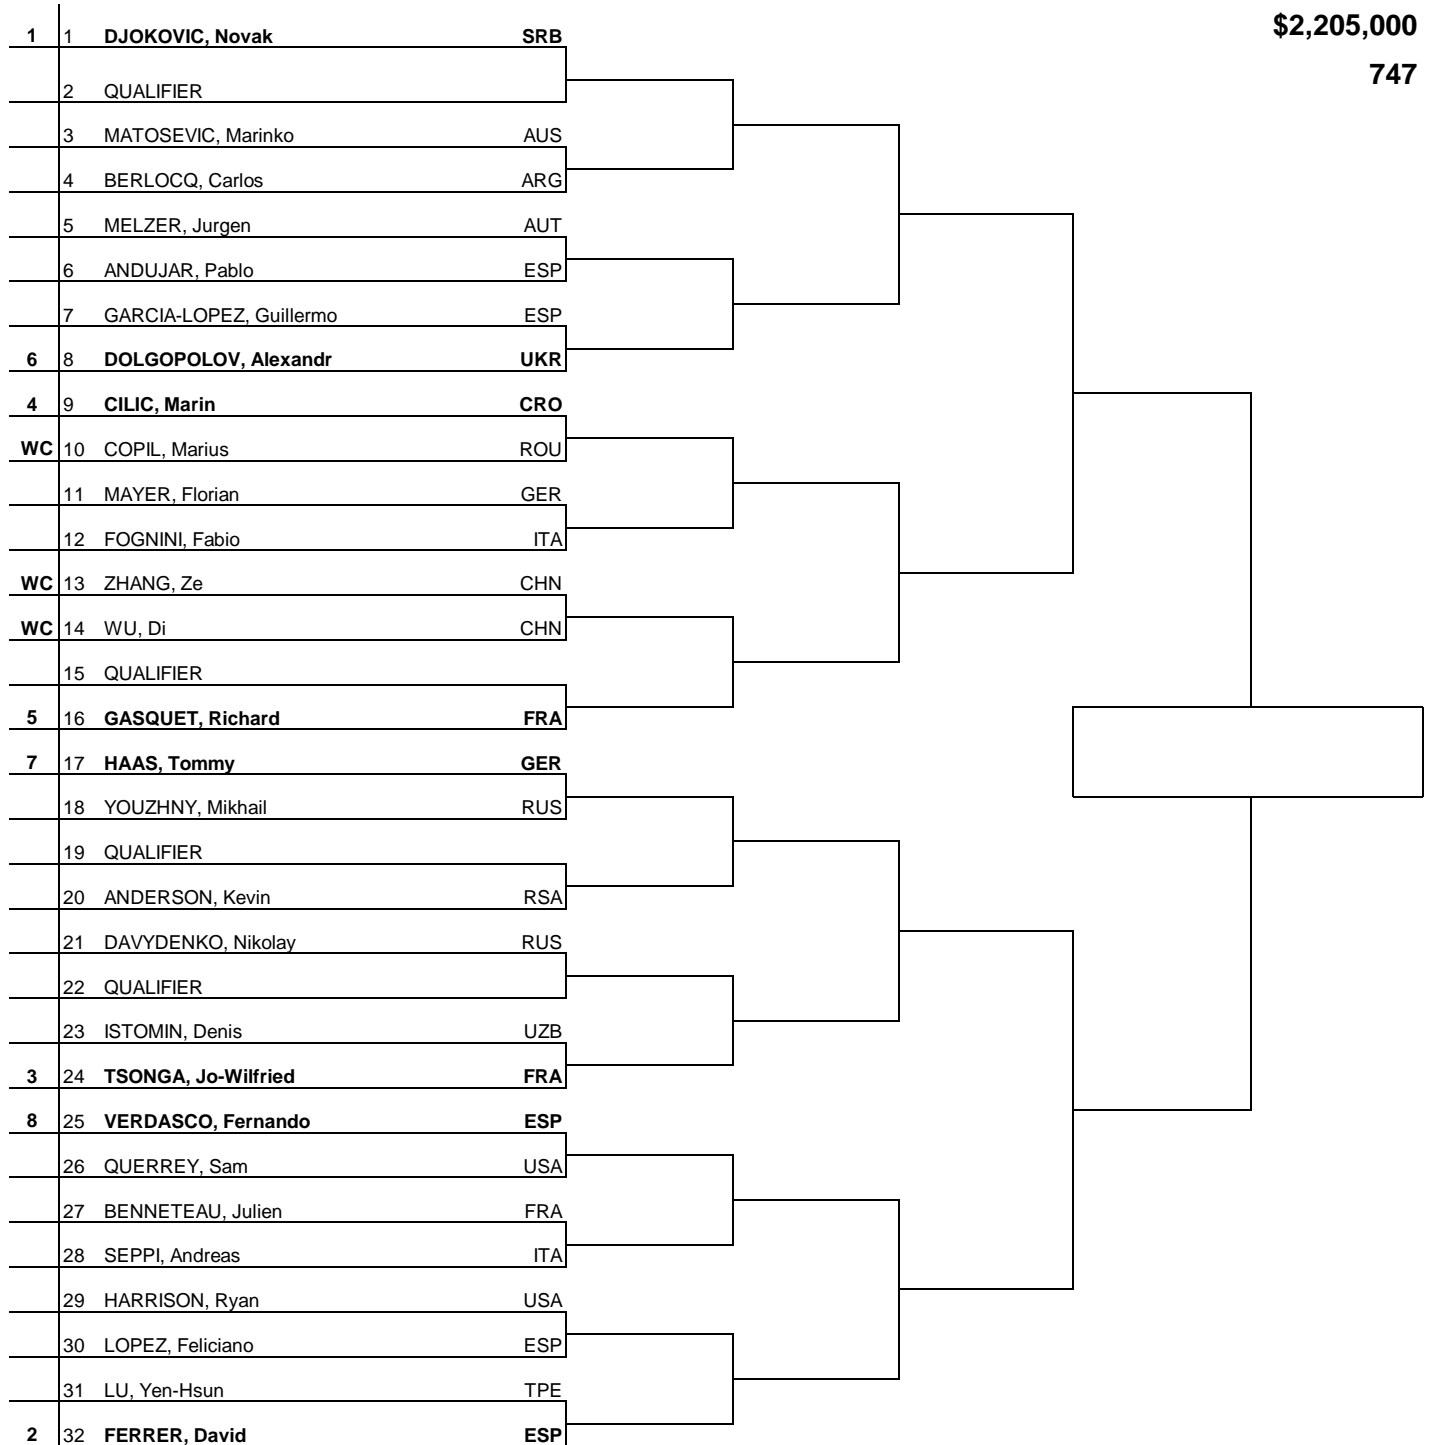 $2,205,000
747
1 1 DJOKOVIC, Novak SRB
2 QUALIFIER
3 MATOSEVIC, Marinko AUS
4 BERLOCQ, Carlos ARG
5 MELZER, Jurgen AUT
6 ANDUJAR, Pablo ESP
7 GARCIA-LOPEZ, Guillermo ESP
6 8 DOLGOPOLOV, Alexandr UKR
4 9 CILIC, Marin CRO
WC 10 COPIL, Marius ROU
11 MAYER, Florian GER
12 FOGNINI, Fabio ITA
WC 13 ZHANG, Ze CHN
WC 14 WU, Di CHN
15 QUALIFIER
5 16 GASQUET, Richard FRA
7 17 HAAS, Tommy GER
18 YOUZHNY, Mikhail RUS
19 QUALIFIER
20 ANDERSON, Kevin RSA
21 DAVYDENKO, Nikolay RUS
22 QUALIFIER
23 ISTOMIN, Denis UZB
3 24 TSONGA, Jo-Wilfried FRA
8 25 VERDASCO, Fernando ESP
26 QUERREY, Sam USA
27 BENNETEAU, Julien FRA
28 SEPPI, Andreas ITA
29 HARRISON, Ryan USA
30 LOPEZ, Feliciano ESP
31 LU, Yen-Hsun TPE
2 32 FERRER, David ESP